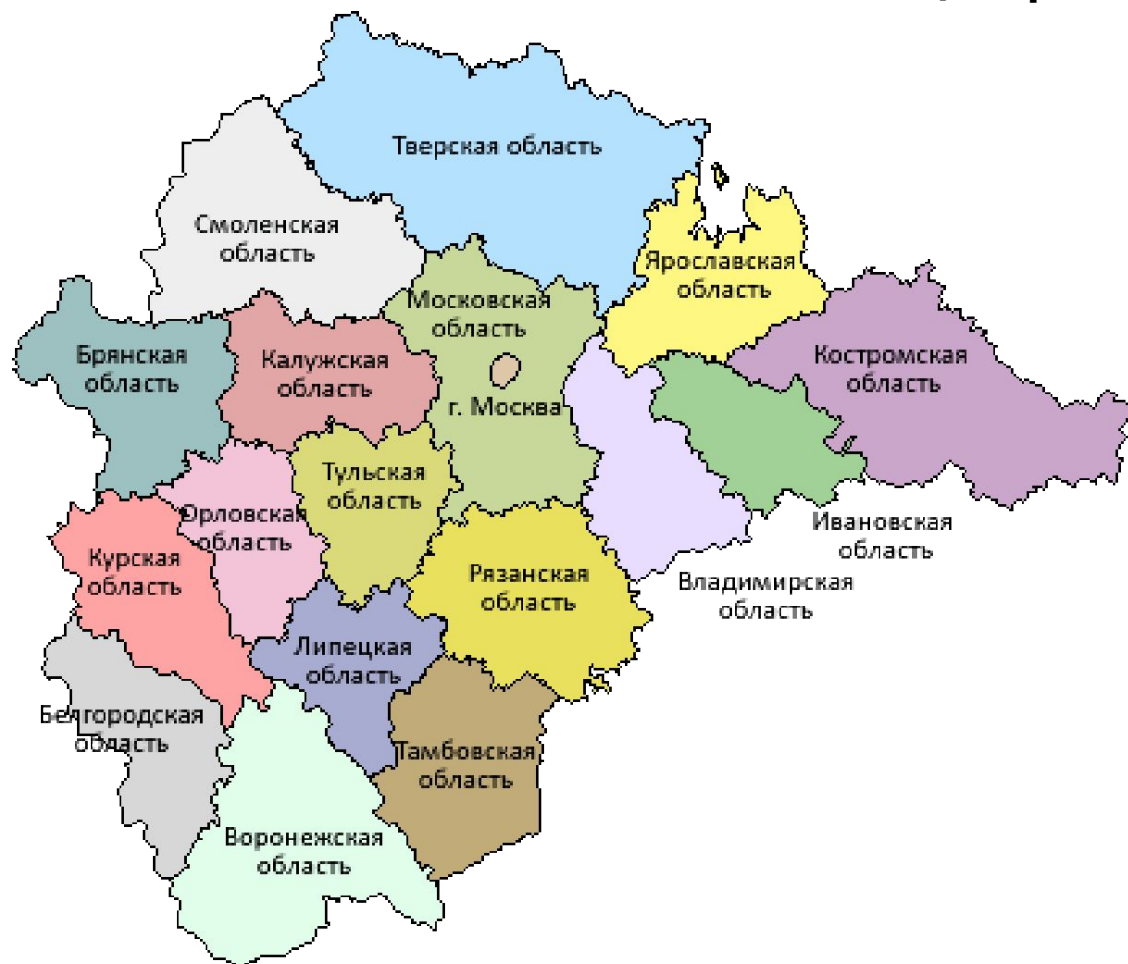 Тверская область
Смоленская
область
Ярославская
область
Московская
область
Брянская
область
Калужская
область
Костромская
область
г. Москва
Тульская
область
Орловская
область
Ивановская
область
Курская
область
Рязанская
область
Владимирская
область
Липецкая
область
Белгородская
область
Тамбовская
область
Воронежская
область